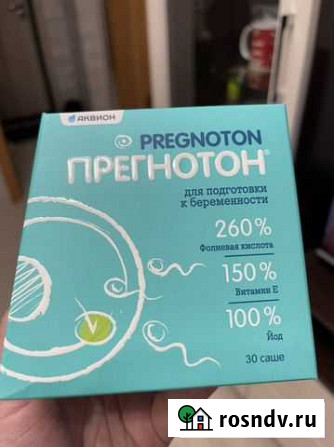 АКВИОН
PREGNOTON
ПРЕГНОТОН®
для подготовки
к беременности
260%
Фолиевая кислота
150%
Витамин Е
100%
Йод
30 саше
rosndv.ru